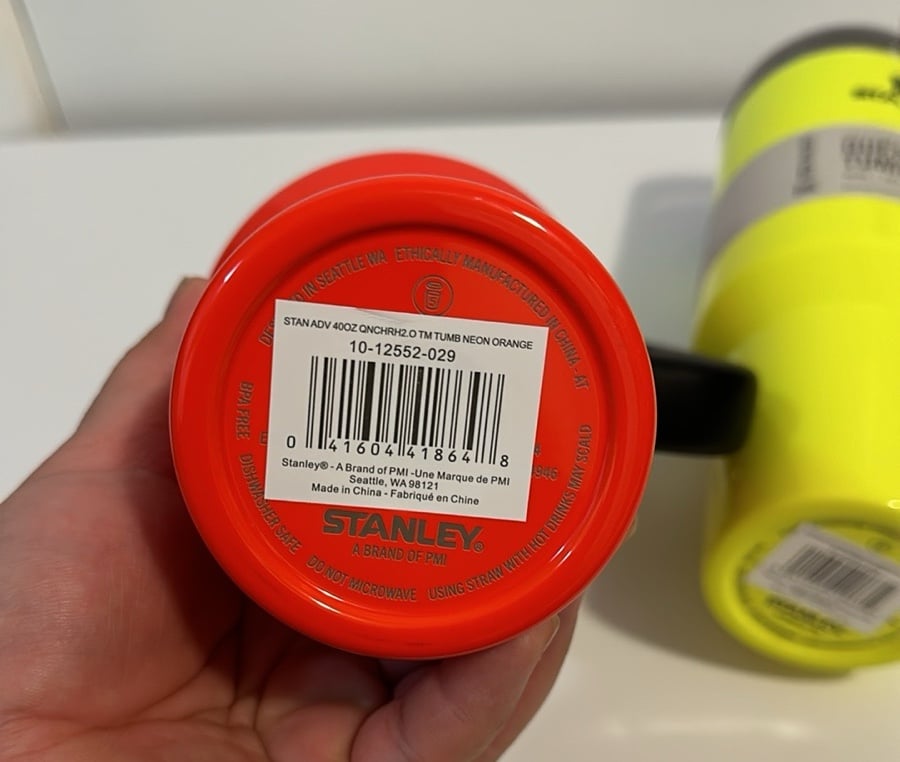 STAN ADV 40OZ QNCHRH2.O TM TUMB NEON ORANGE
10-12552-029
0 41604 41864 8
Stanley® - A Brand of PMI -Une Marque de PMI
Seattle, WA 98121
Made in China - Fabriqué en Chine
IN SEATTLE WA ETHICALLY MANUFACTURED IN CHINA - AT
BPA FREE
DISHWASHER SAFE
DO NOT MICROWAVE
USING STRAW WITH HOT DRINKS MAY SCALD
STANLEY®
A BRAND OF PMI
STANLEY